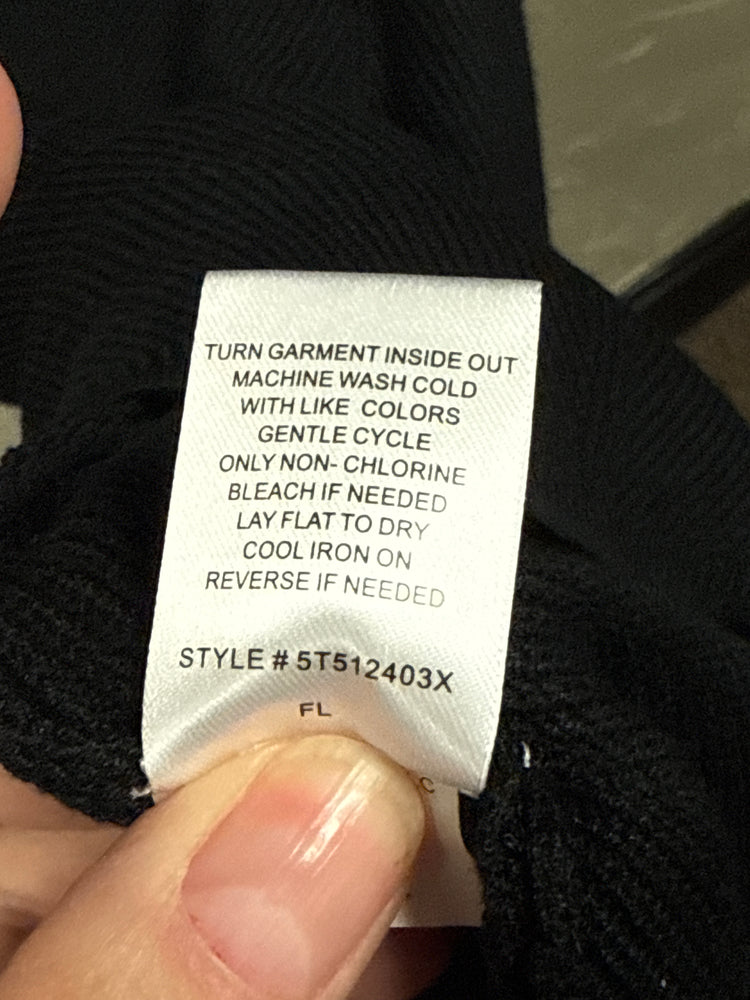 TURN GARMENT INSIDE OUT
MACHINE WASH COLD
WITH LIKE COLORS
GENTLE CYCLE
ONLY NON- CHLORINE
BLEACH IF NEEDED
LAY FLAT TO DRY
COOL IRON ON
REVERSE IF NEEDED
STYLE # 5T512403X
FL
C